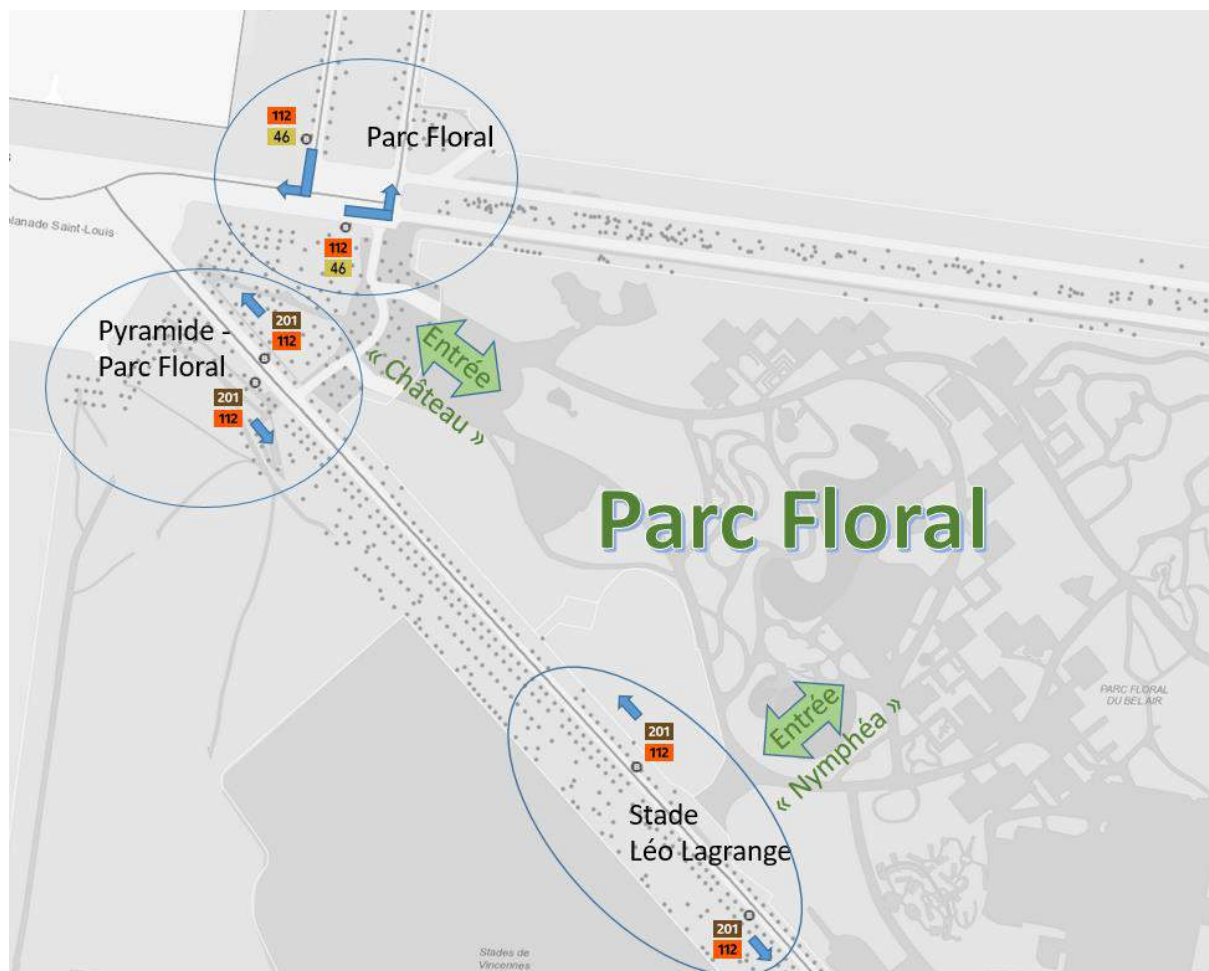 112
46
Parc Floral
Esplanade Saint-Louis
112
46
Pyramide -
Parc Floral
201
112
201
112
Entrée
« Château »
Parc Floral
Entrée
« Nymphéa »
PARC FLORAL
DU BEL AIR
201
112
Stade
Léo Lagrange
201
112
Stades de
Vincennes